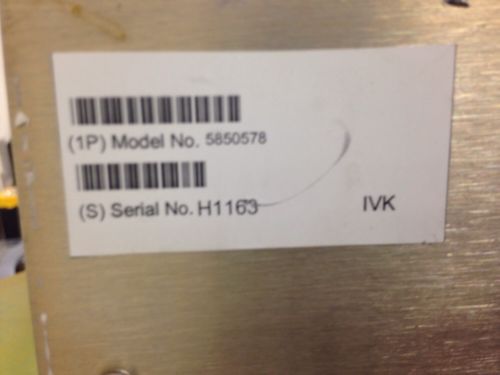 (1P) Model No. 5850578
(S) Serial No. H1163
IVK